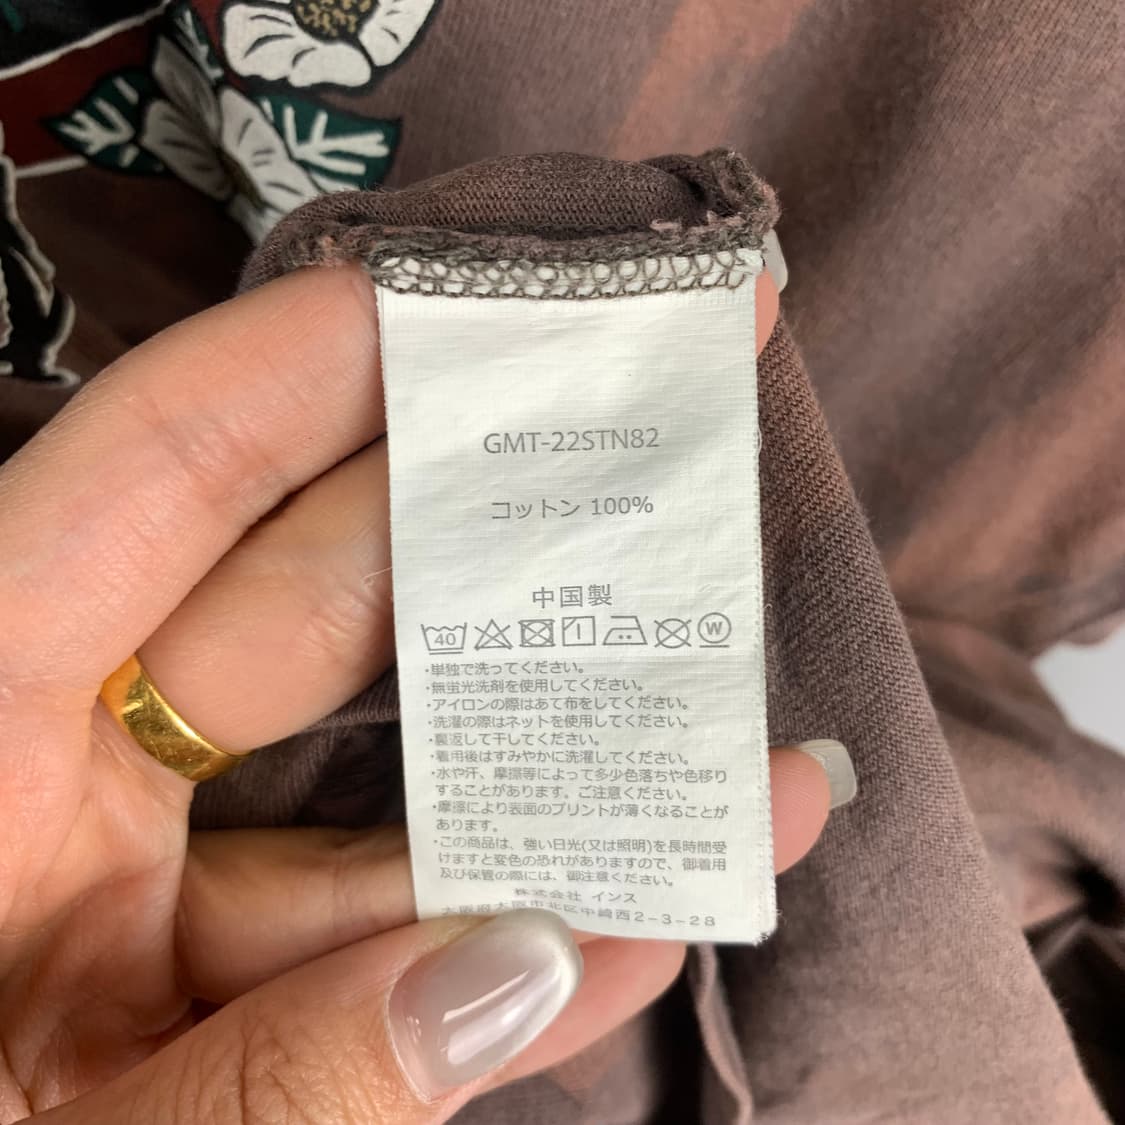 GMT-22STN82
コットン 100%
中国製
40
W
・単独で洗ってください。
・無蛍光洗剤を使用してください。
・アイロンの際はあて布をしてください。
・洗濯の際はネットを使用してください。
・裏返して干してください。
・着用後はすみやかに洗濯してください。
・水や汗、摩擦等によって多少色落ちや色移り
することがあります。ご注意ください。
・摩擦により表面のプリントが薄くなることが
あります。
・この商品は、強い日光(又は照明)を長時間受
けますと変色の恐れがありますので、御着用
及び保管の際には、御注意ください。
株式会社 インス
大阪府大阪市北区中崎西2-3-28